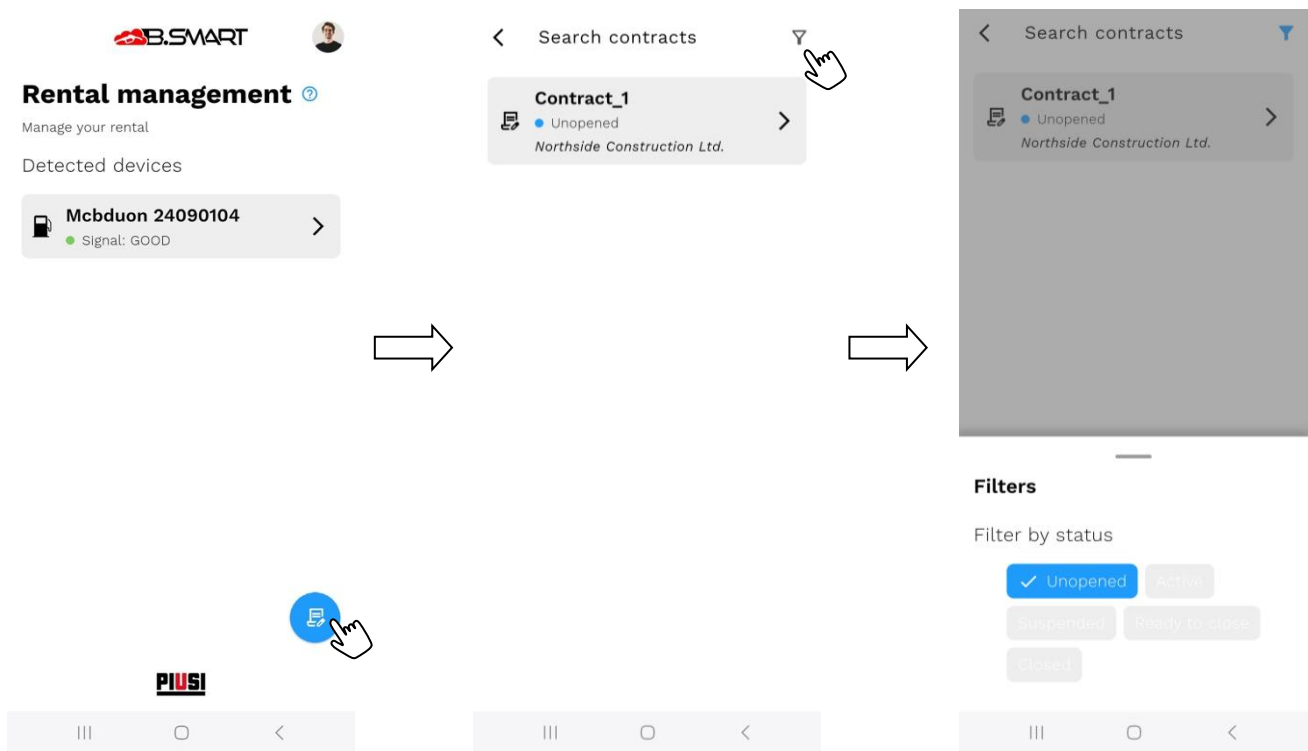 B.SMART
Rental management
Manage your rental
Detected devices
Mcbduon 24090104
Signal: GOOD
PIUSI
Search contracts
Contract_1
Unopened
Northside Construction Ltd.
Search contracts
Contract_1
Unopened
Northside Construction Ltd.
Filters
Filter by status
Unopened
Active
Suspended
Ready to close
Closed